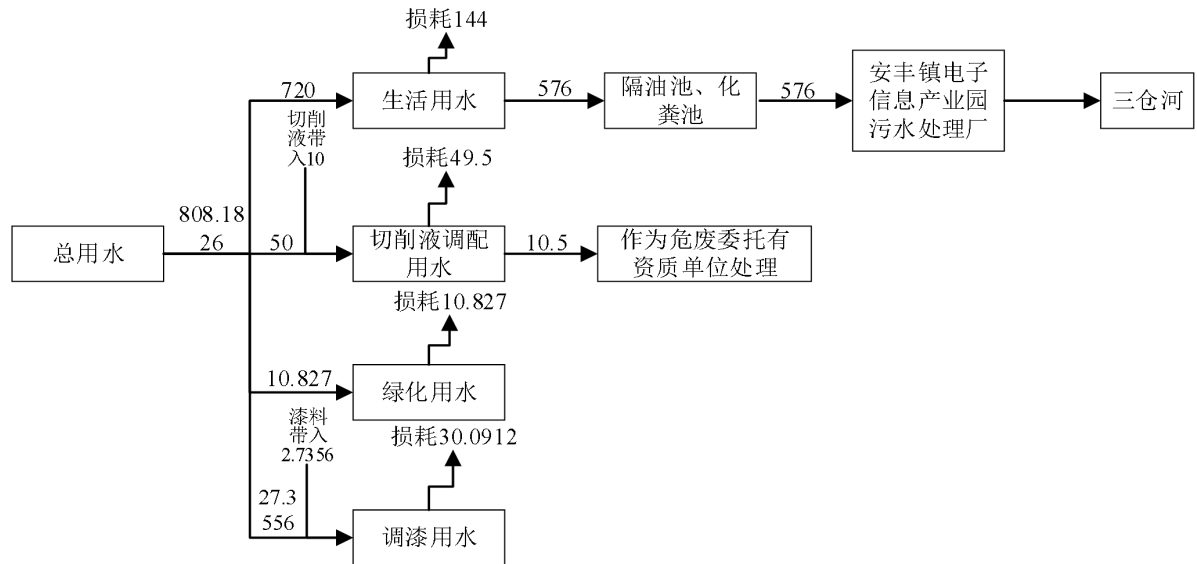 损耗144
720
生活用水
576
隔油池、化
粪池
576
安丰镇电子
信息产业园
污水处理厂
三仓河
切削
液带
入10
损耗49.5
808.18
26
总用水
50
切削液调配
用水
10.5
作为危废委托有
资质单位处理
损耗10.827
10.827
绿化用水
漆料
带入
2.7356
损耗30.0912
27.3
556
调漆用水